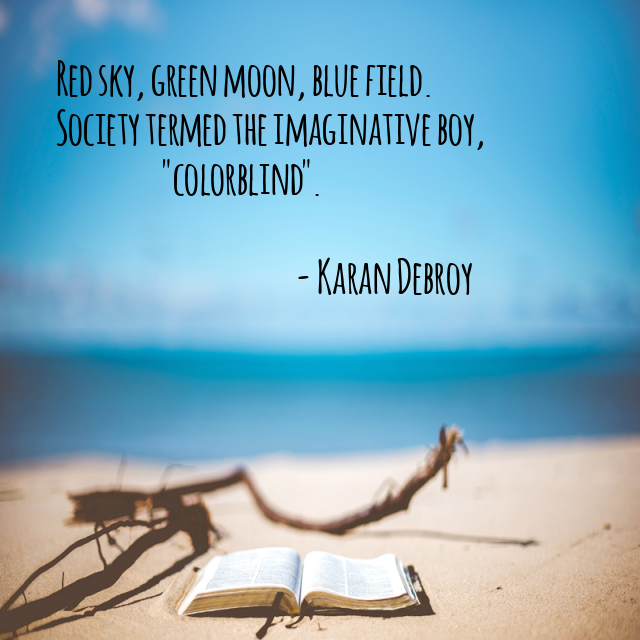 Red sky, green moon, blue field.
Society termed the imaginative boy,
"colorblind".
- Karan Debroy